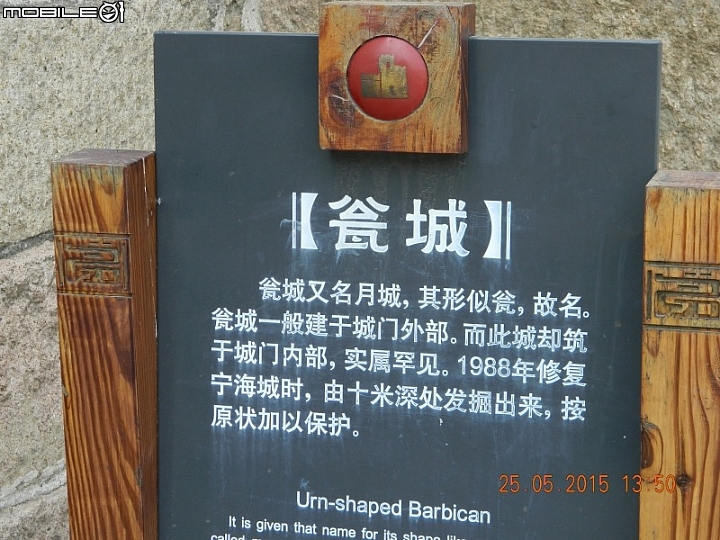 MOBILE01
【瓮城】
瓮城又名月城，其形似瓮，故名。
瓮城一般建于城门外部。而此城却筑
于城门内部，实属罕见。1988年修复
宁海城时，由十米深处发掘出来，按
原状加以保护。
Urn-shaped Barbican
It is given that name for its shape like
called
25.05.2015 13:50